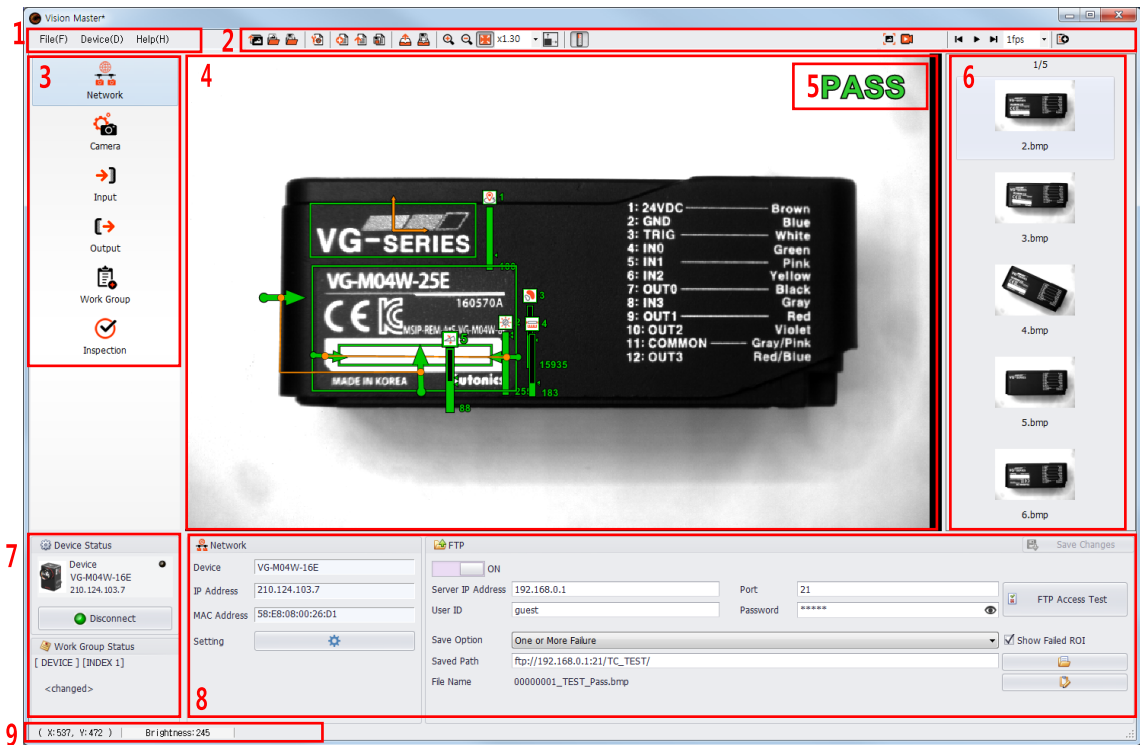 Vision Master*
1
File(F) Device(D) Help(H)
2
x1.30
1fps
3
Network
Camera
Input
Output
Work Group
Inspection
4
5
PASS
6
1/5
2.bmp
3.bmp
4.bmp
5.bmp
6.bmp
VG-SERIES
VG-M04W-25E
160570A
CE
MADE IN KOREA
1
3
4
15935
183
88
1: 24VDC Brown
2: GND Blue
3: TRIG White
4: IN0 Green
5: IN1 Pink
6: IN2 Yellow
7: OUT0 Black
8: IN3 Gray
9: OUT1 Red
10: OUT2 Violet
11: COMMON Gray/Pink
12: OUT3 Red/Blue
7
Device Status
Device
VG-M04W-16E
210.124.103.7
Disconnect
Work Group Status
[ DEVICE ] [INDEX 1]
<changed>
8
Network
Device VG-M04W-16E
IP Address 210.124.103.7
MAC Address 58:E8:08:00:26:D1
Setting
FTP
Save Changes
ON
Server IP Address 192.168.0.1 Port 21
FTP Access Test
User ID guest Password *****
Save Option One or More Failure Show Failed ROI
Saved Path ftp://192.168.0.1:21/TC_TEST/
File Name 00000001_TEST_Pass.bmp
9
( X:537, Y:472 ) | Brightness:245 |